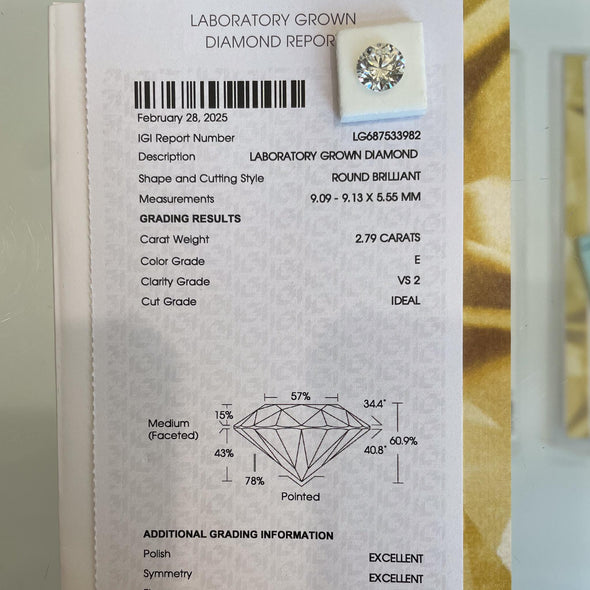 LABORATORY GROWN
DIAMOND REPOR
February 28, 2025
IGI Report Number LG687533982
Description LABORATORY GROWN DIAMOND
Shape and Cutting Style ROUND BRILLIANT
Measurements 9.09 - 9.13 X 5.55 MM
GRADING RESULTS
Carat Weight 2.79 CARATS
Color Grade E
Clarity Grade VS 2
Cut Grade IDEAL
57%
15% 34.4°
Medium
(Faceted)
60.9%
43% 40.8°
78%
Pointed
ADDITIONAL GRADING INFORMATION
Polish EXCELLENT
Symmetry EXCELLENT